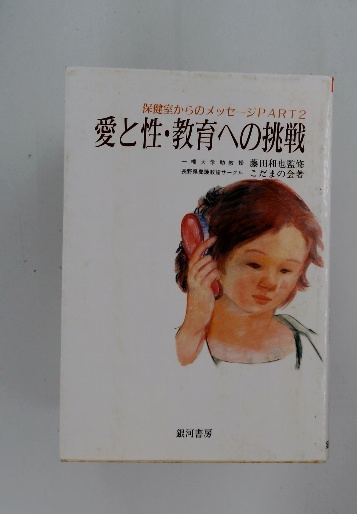 保健室からのメッセージPART2
愛と性・教育への挑戦
一橋大学助教授 藤田和也監修
長野県養護教諭サークル こだまの会著
銀河書房